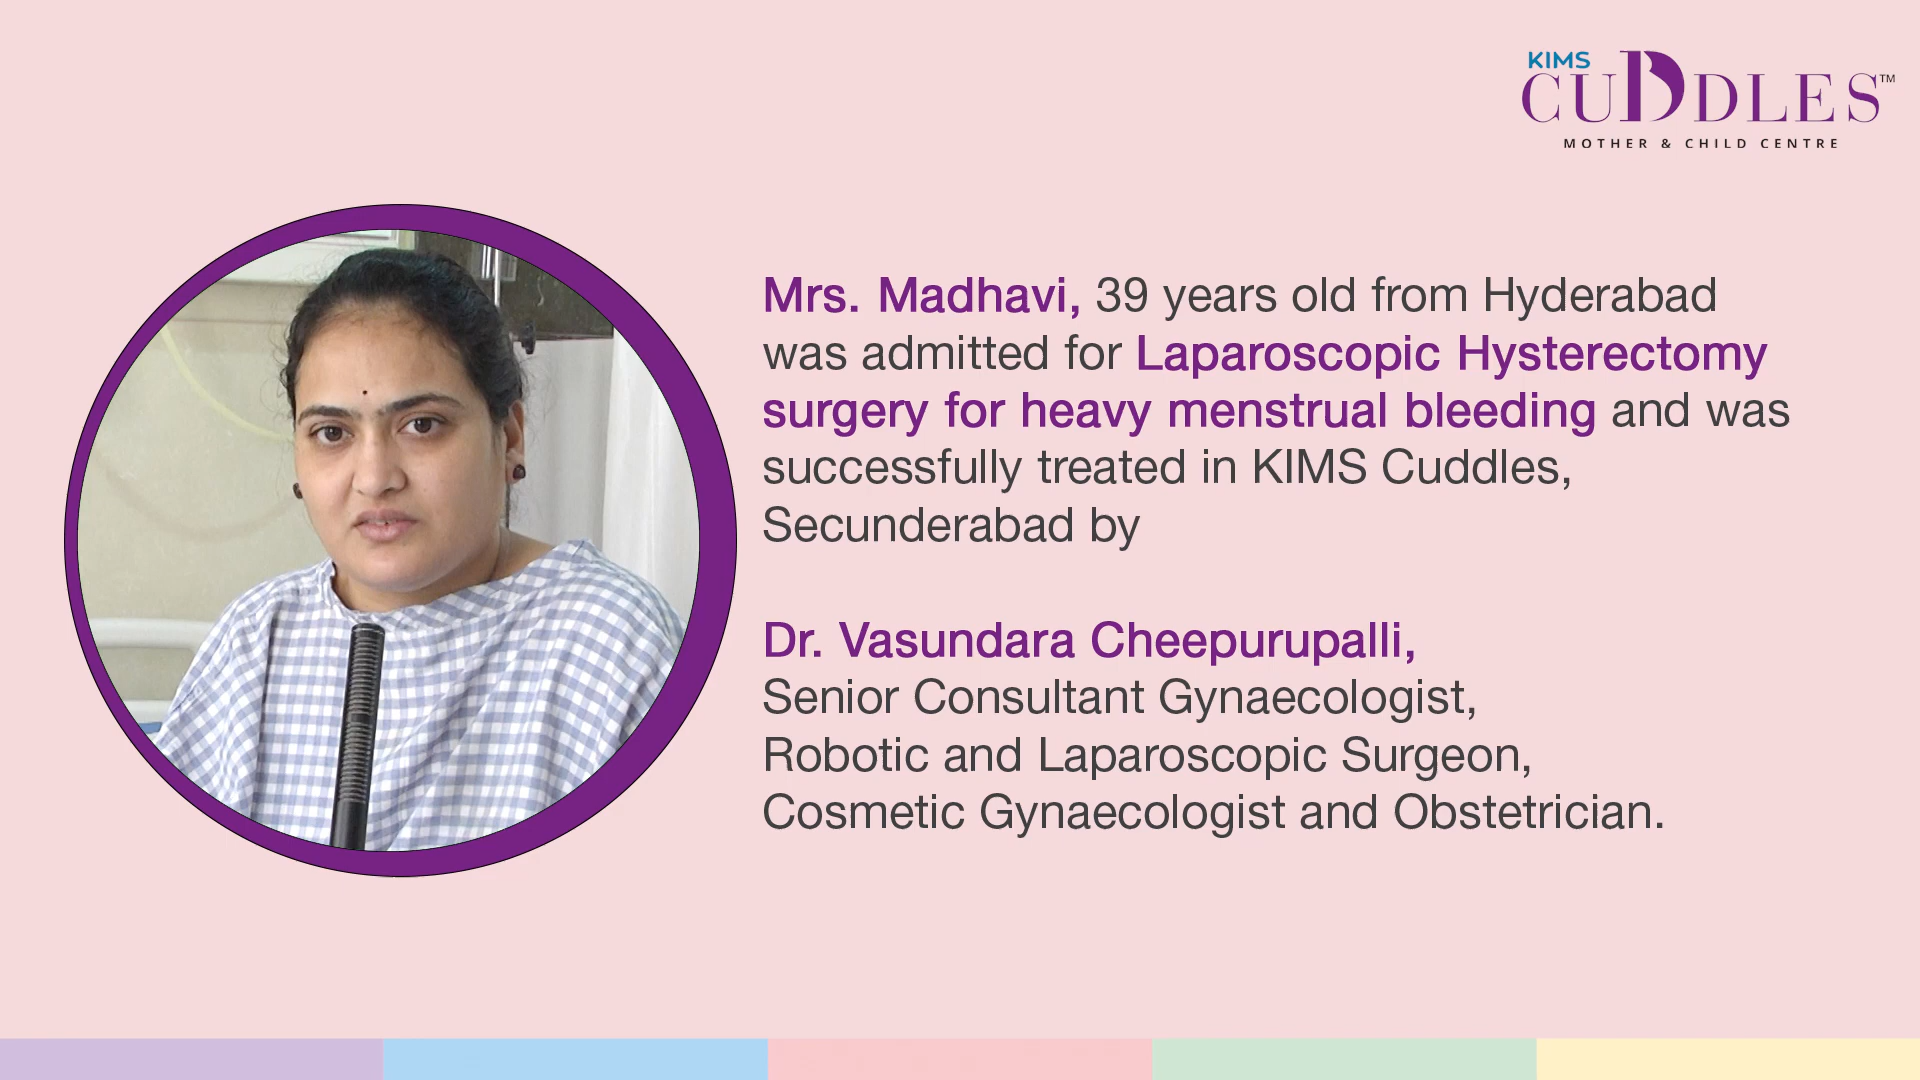 KIMS
CUDDLES™
MOTHER & CHILD CENTRE
Mrs. Madhavi, 39 years old from Hyderabad
was admitted for Laparoscopic Hysterectomy
surgery for heavy menstrual bleeding and was
successfully treated in KIMS Cuddles,
Secunderabad by
Dr. Vasundara Cheepurupalli,
Senior Consultant Gynaecologist,
Robotic and Laparoscopic Surgeon,
Cosmetic Gynaecologist and Obstetrician.